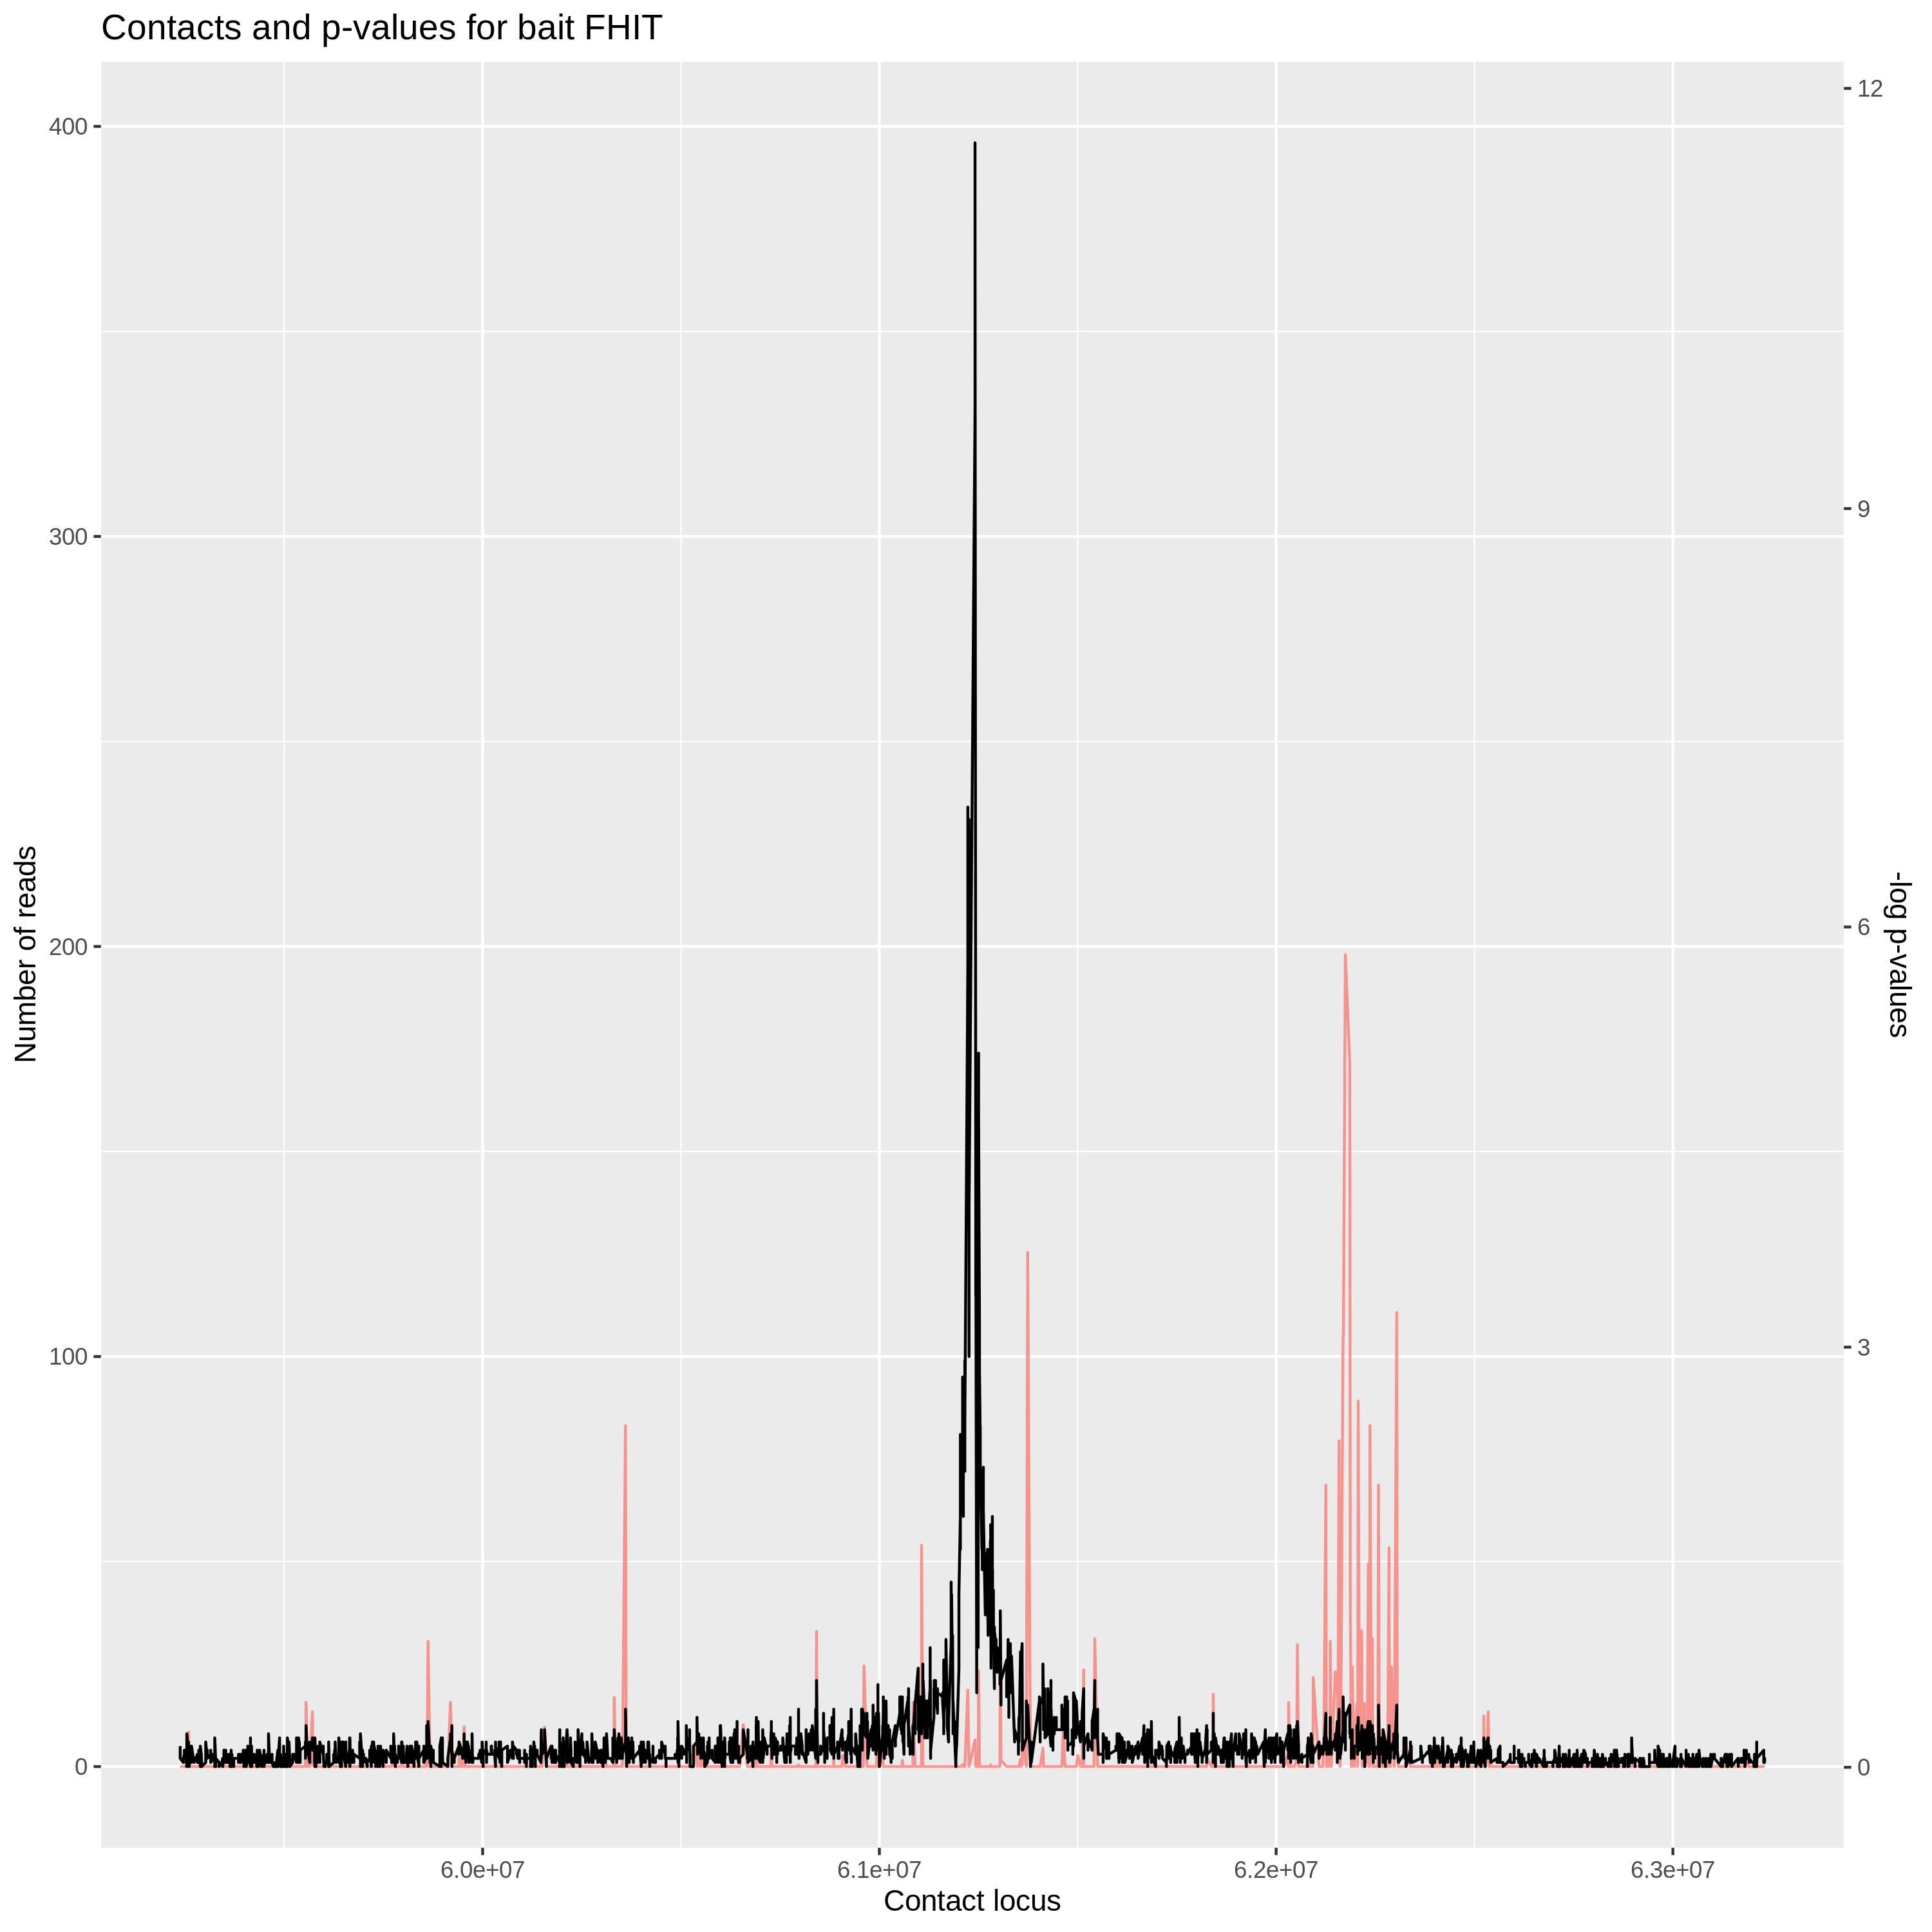 Contacts and p-values for bait FHIT
400
300
200
100
0
Number of reads
12
9
6
3
0
-log p-values
6.0e+07
6.1e+07
6.2e+07
6.3e+07
Contact locus